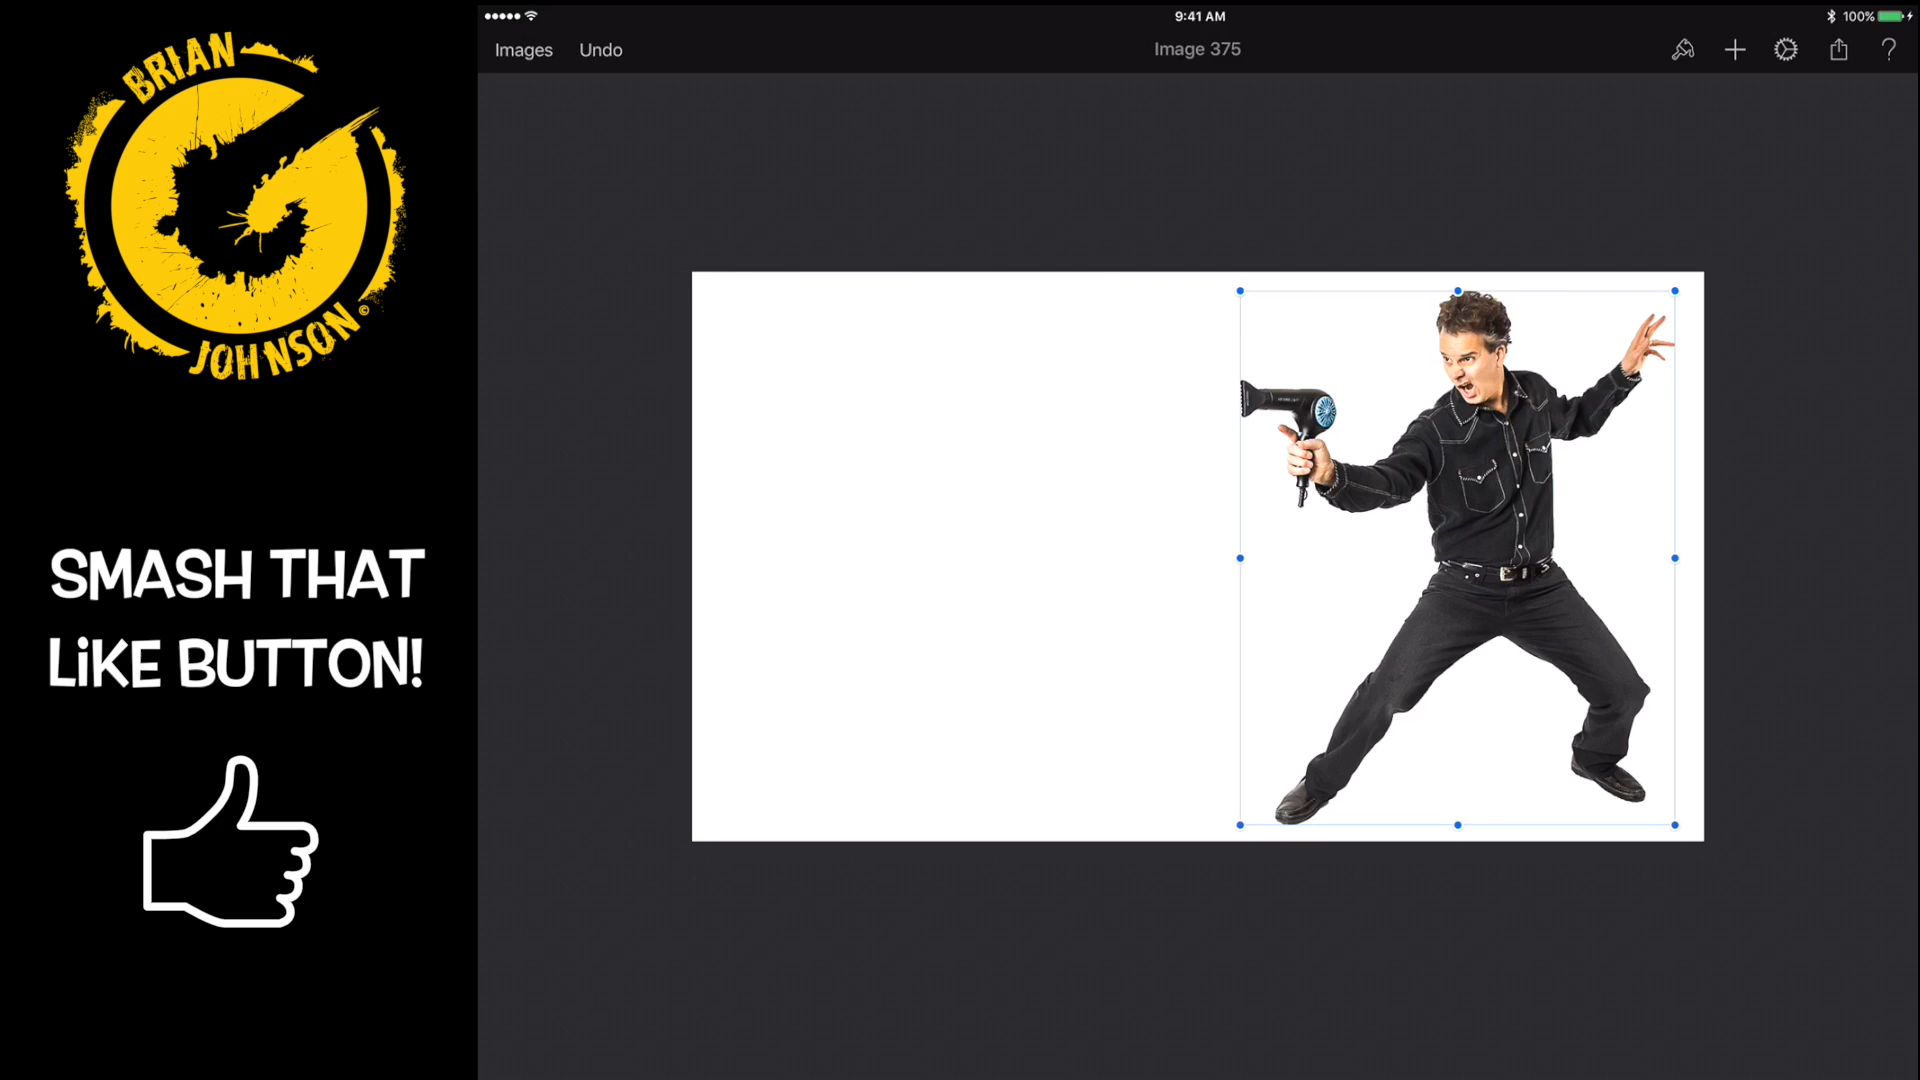 BRIAN
JOHNSON©
SMASH THAT
LiKE BUTTON!
9:41 AM
100%
Images
Undo
Image 375